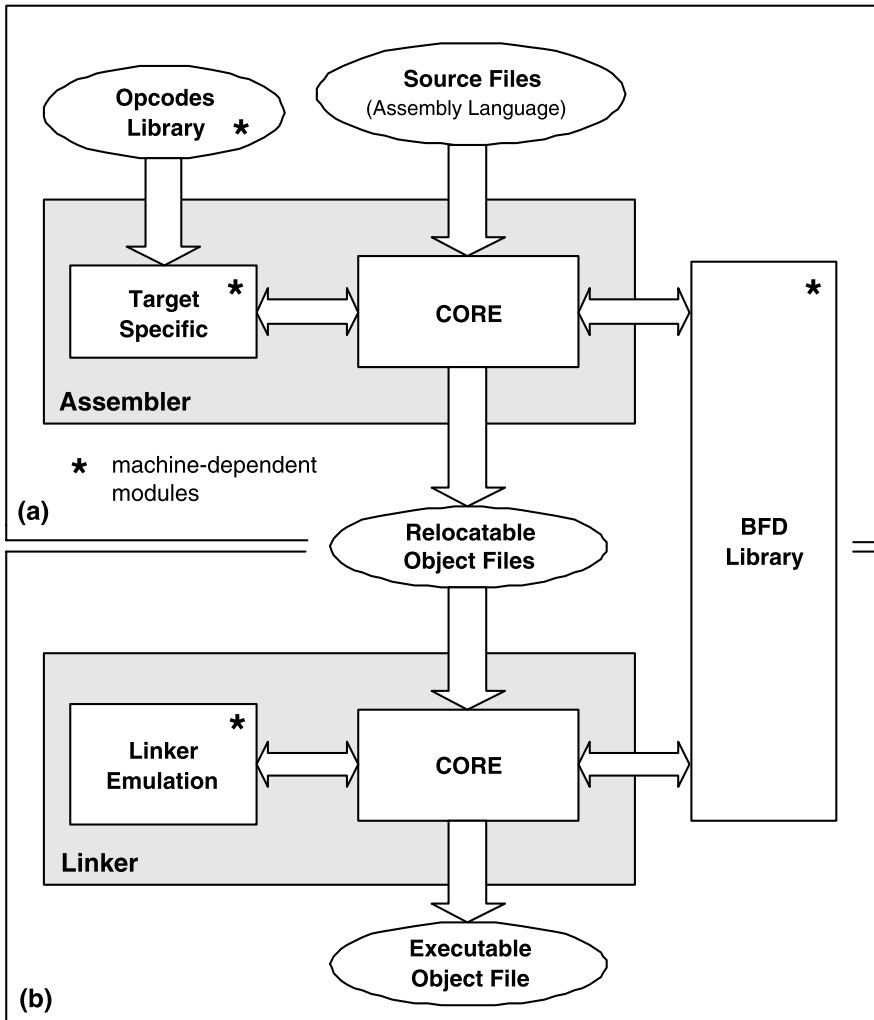 Source Files
(Assembly Language)
Opcodes
Library *
Target *
Specific
CORE
*
Assembler
* machine-dependent
modules
(a)
Relocatable
Object Files
BFD
Library
*
Linker
Emulation
CORE
Linker
Executable
Object File
(b)